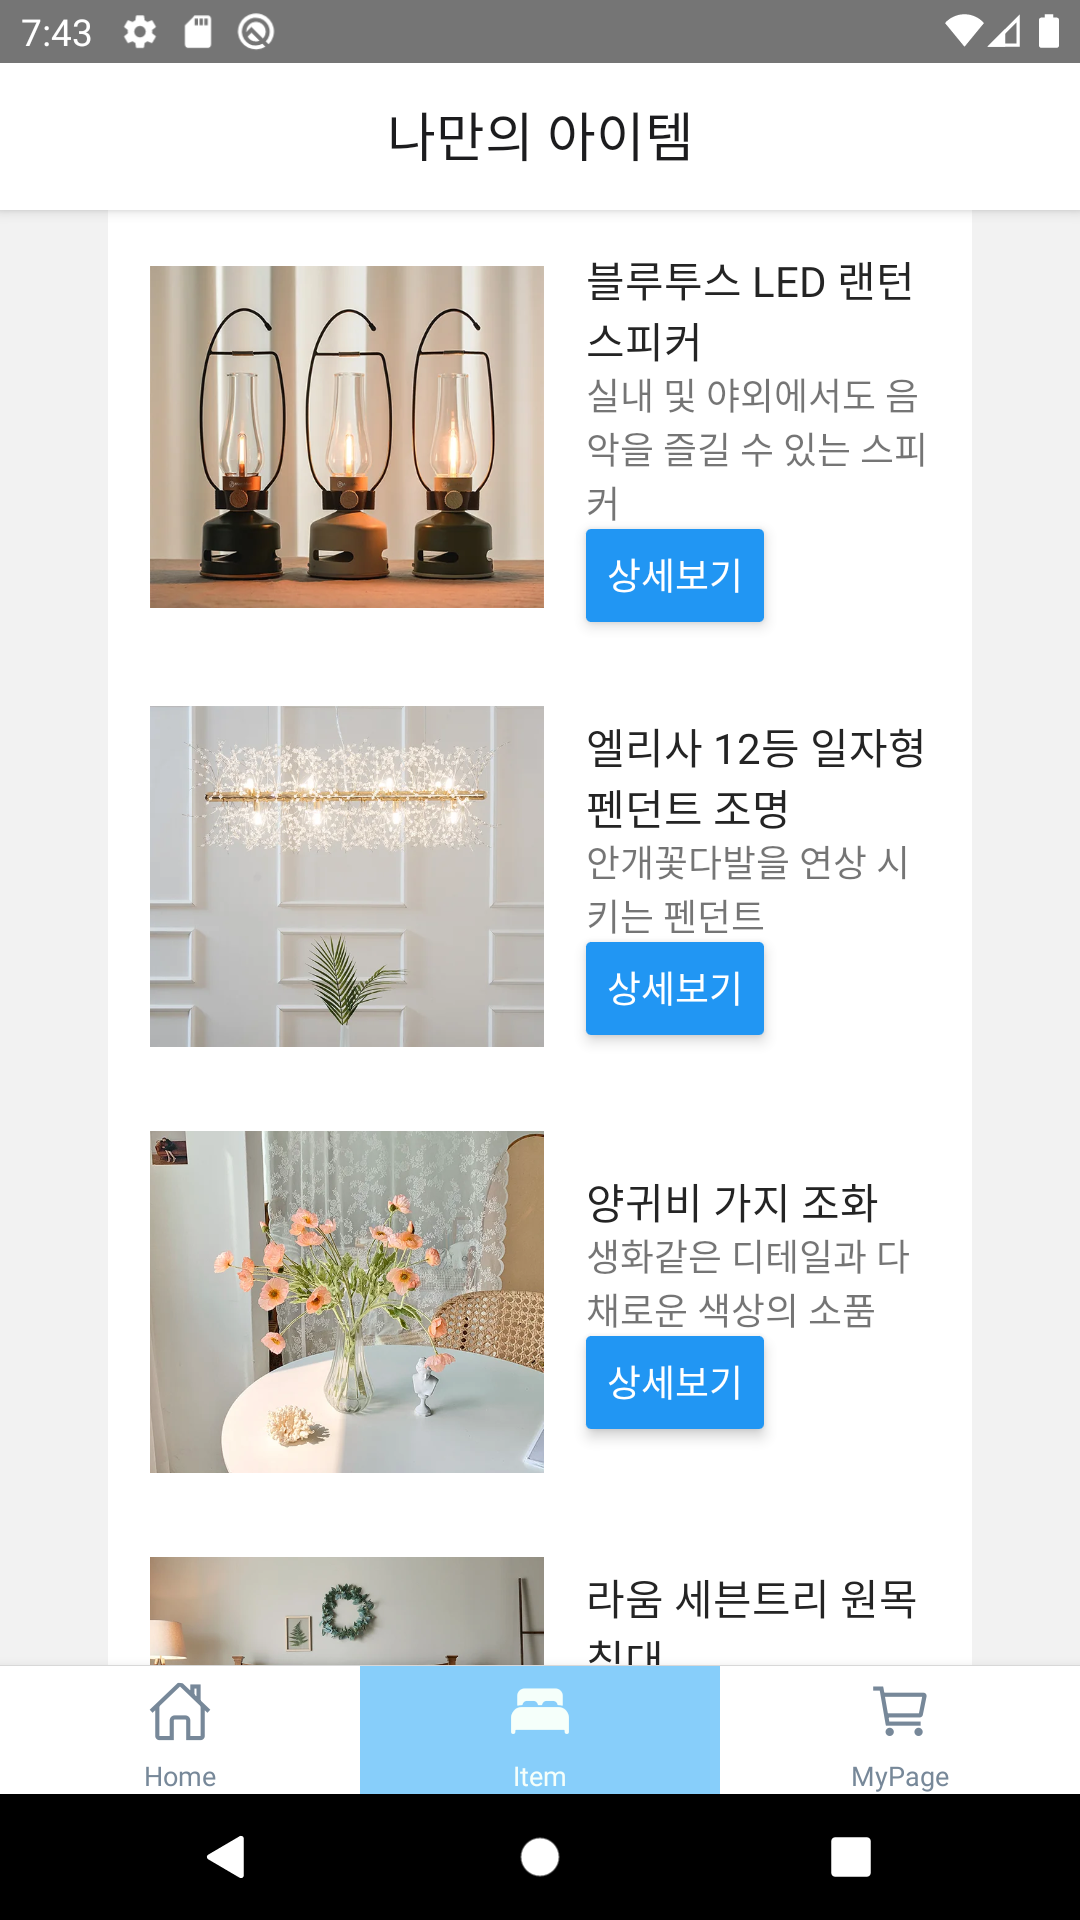 7:43
나만의 아이템
블루투스 LED 랜턴
스피커
실내 및 야외에서도 음
악을 즐길 수 있는 스피
커
상세보기
엘리사 12등 일자형
펜던트 조명
안개꽃다발을 연상 시
키는 펜던트
상세보기
양귀비 가지 조화
생화같은 디테일과 다
채로운 색상의 소품
상세보기
라움 세븐트리 원목
침대
Home
Item
MyPage